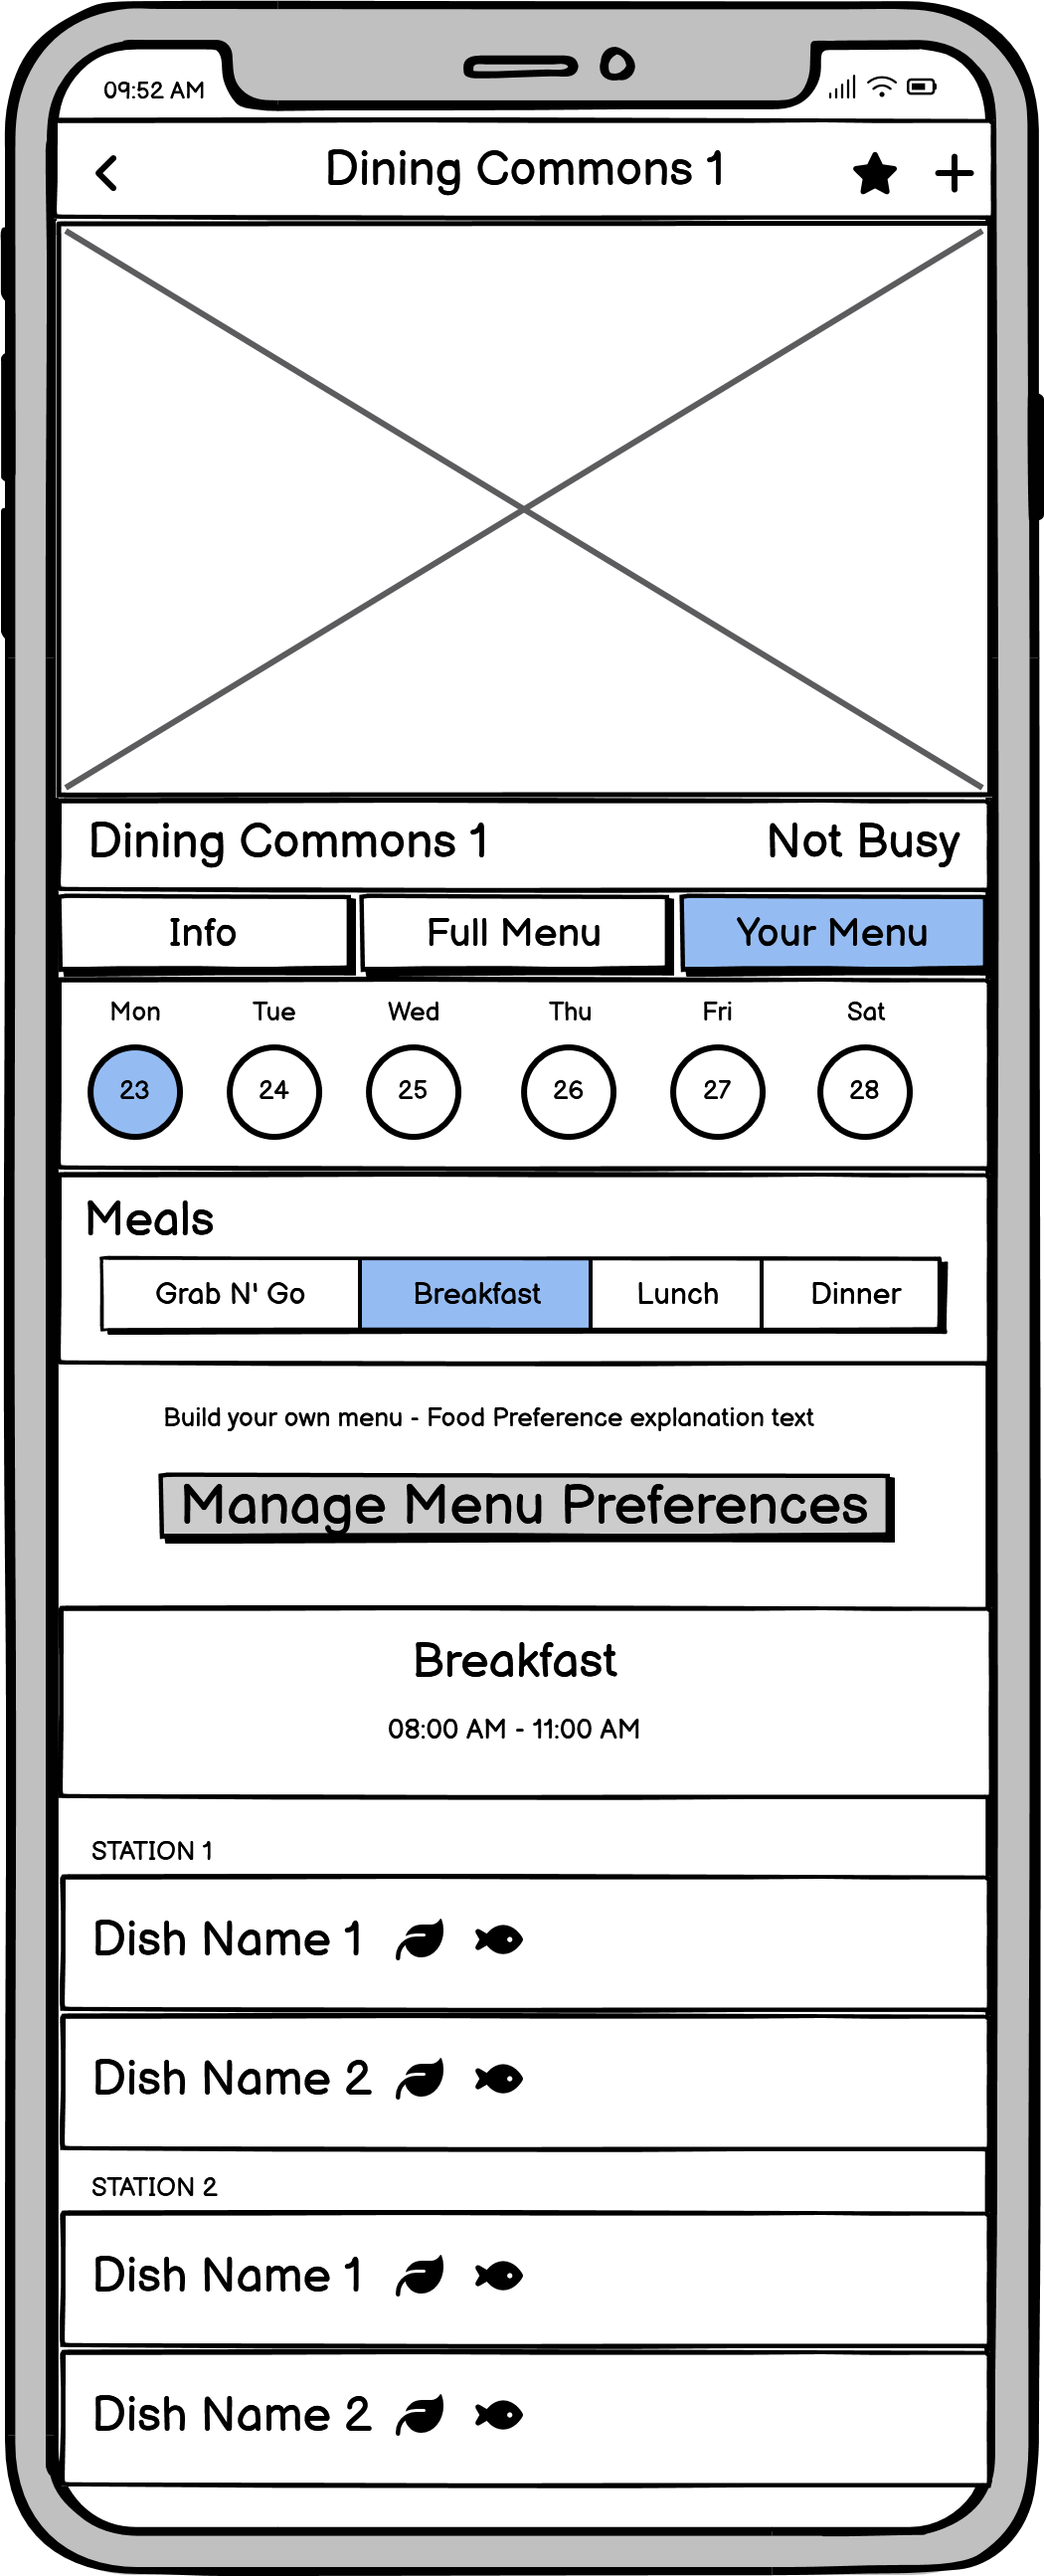 09:52 AM
Dining Commons 1
Dining Commons 1 Not Busy
Info Full Menu Your Menu
Mon Tue Wed Thu Fri Sat
23 24 25 26 27 28
Meals
Grab N' Go Breakfast Lunch Dinner
Build your own menu - Food Preference explanation text
Manage Menu Preferences
Breakfast
08:00 AM - 11:00 AM
STATION 1
Dish Name 1
Dish Name 2
STATION 2
Dish Name 1
Dish Name 2